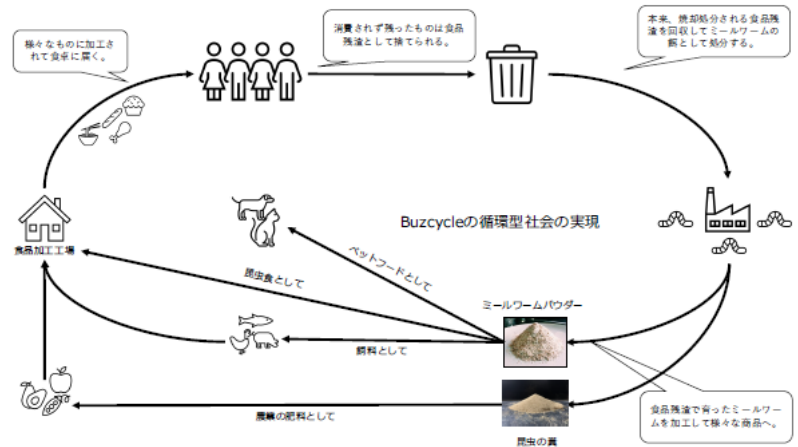 様々なものに加工され
て食卓に届く。
消費されず残ったものは食品
残渣として捨てられる。
本来、焼却処分される食品残
渣を回収してミールワームの
餌として処分する。
Buzcycleの循環型社会の実現
食品加工工場
ペットフードとして
昆虫食として
ミールワームパウダー
飼料として
農業の肥料として
昆虫の糞
食品残渣で育ったミールワー
ムを加工して様々な商品へ。